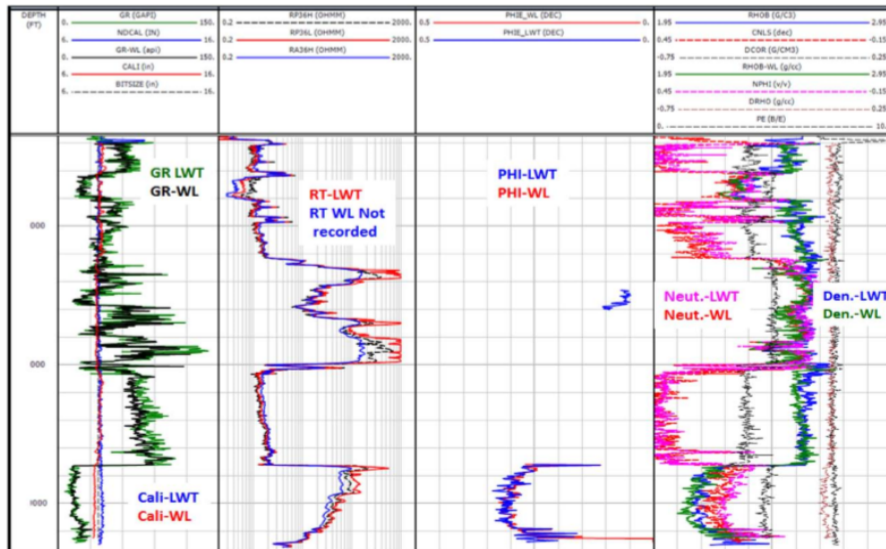 DEPTH
(FT)
0. GR (GAPI) 150.
6. NDCAL (IN) 16.
0. GR-WL (api) 150.
6. CALI (in) 16.
6. BITSIZE (in) 16.
0.2 RP36H (OHMM) 2000.
0.2 RP36L (OHMM) 2000.
0.2 RA36H (OHMM) 2000.
0.5 PHIE_WL (DEC) 0.
0.5 PHIE_LWT (DEC) 0.
1.95 RHOB (G/C3) 2.95
0.45 CNLS (dec) -0.15
-0.75 DCOR (G/CM3) 0.25
1.95 RHOB-WL (g/cc) 2.95
0.45 NPHI (v/v) -0.15
-0.75 DRHO (g/cc) 0.25
0. PE (B/E) 10.
GR LWT
GR-WL
RT-LWT
RT WL Not
recorded
PHI-LWT
PHI-WL
Neut.-LWT
Neut.-WL
Den.-LWT
Den.-WL
000
000
000
Cali-LWT
Cali-WL